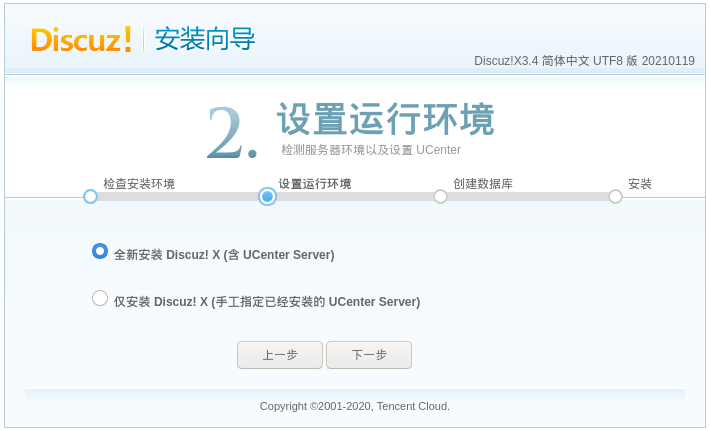 Discuz! 安装向导
Discuz!X3.4 简体中文 UTF8 版 20210119
2. 设置运行环境
检测服务器环境以及设置 UCenter
检查安装环境 设置运行环境 创建数据库 安装
全新安装 Discuz! X (含 UCenter Server)
仅安装 Discuz! X (手工指定已经安装的 UCenter Server)
上一步 下一步
Copyright ©2001-2020, Tencent Cloud.